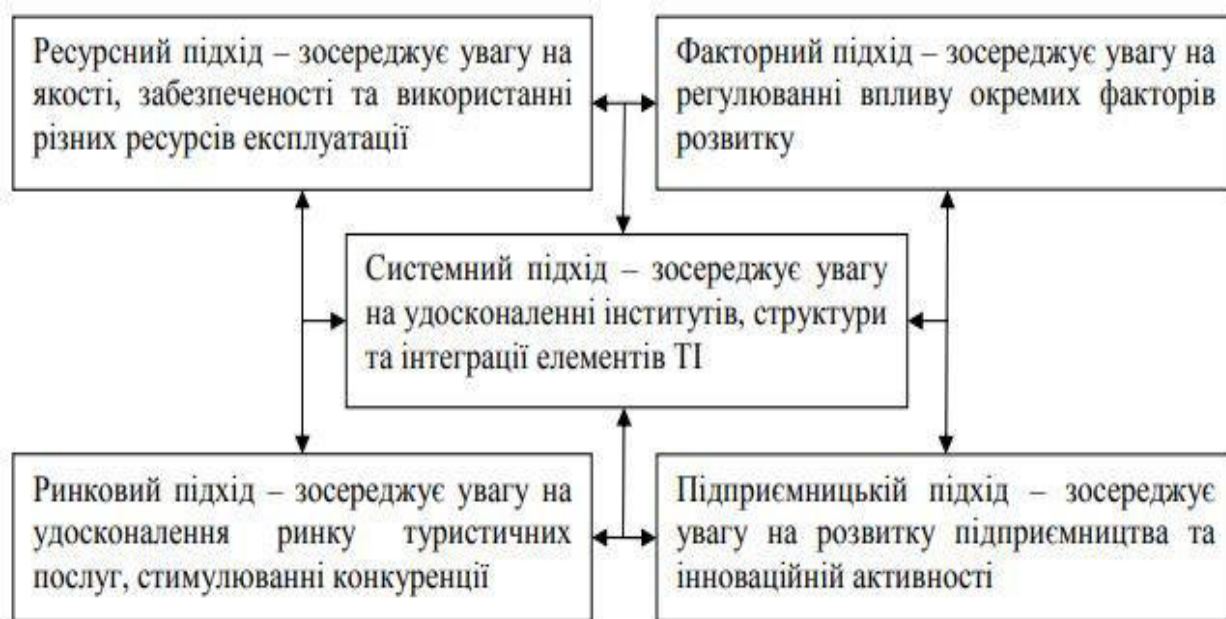 Ресурсний підхід – зосереджує увагу на
якості, забезпеченості та використанні
різних ресурсів експлуатації
Факторний підхід – зосереджує увагу на
регулюванні впливу окремих факторів
розвитку
Системний підхід – зосереджує увагу
на удосконаленні інститутів, структури
та інтеграції елементів ТІ
Ринковий підхід – зосереджує увагу на
удосконалення ринку туристичних
послуг, стимулюванні конкуренції
Підприємницькій підхід – зосереджує
увагу на розвитку підприємництва та
інноваційній активності